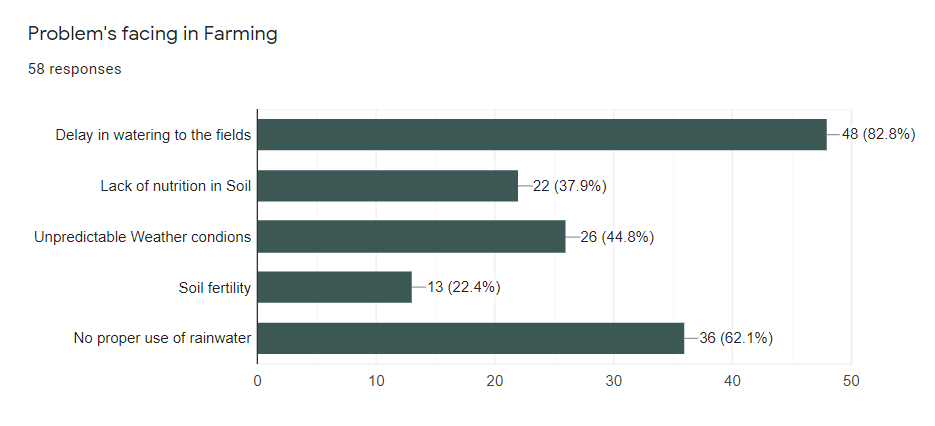 Problem's facing in Farming
58 responses
Delay in watering to the fields 48 (82.8%)
Lack of nutrition in Soil 22 (37.9%)
Unpredictable Weather condions 26 (44.8%)
Soil fertility 13 (22.4%)
No proper use of rainwater 36 (62.1%)
0 10 20 30 40 50